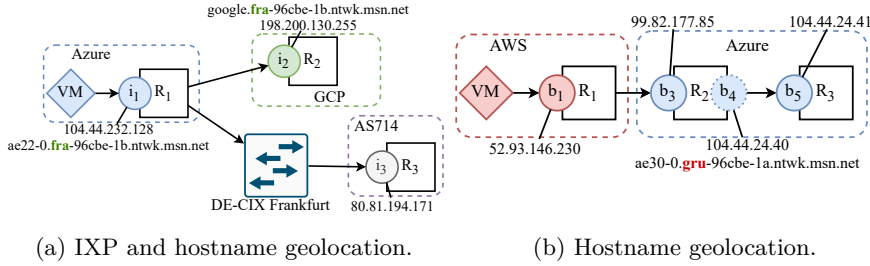 google.fra-96cbe-1b.ntwk.msn.net
198.200.130.255
Azure
VM
i1
R1
i2
R2
GCP
104.44.232.128
ae22-0.fra-96cbe-1b.ntwk.msn.net
AS714
i3
R3
DE-CIX Frankfurt
80.81.194.171
(a) IXP and hostname geolocation.
99.82.177.85
104.44.24.41
AWS
Azure
VM
b1
R1
b3
R2
b4
b5
R3
52.93.146.230
104.44.24.40
ae30-0.gru-96cbe-1a.ntwk.msn.net
(b) Hostname geolocation.